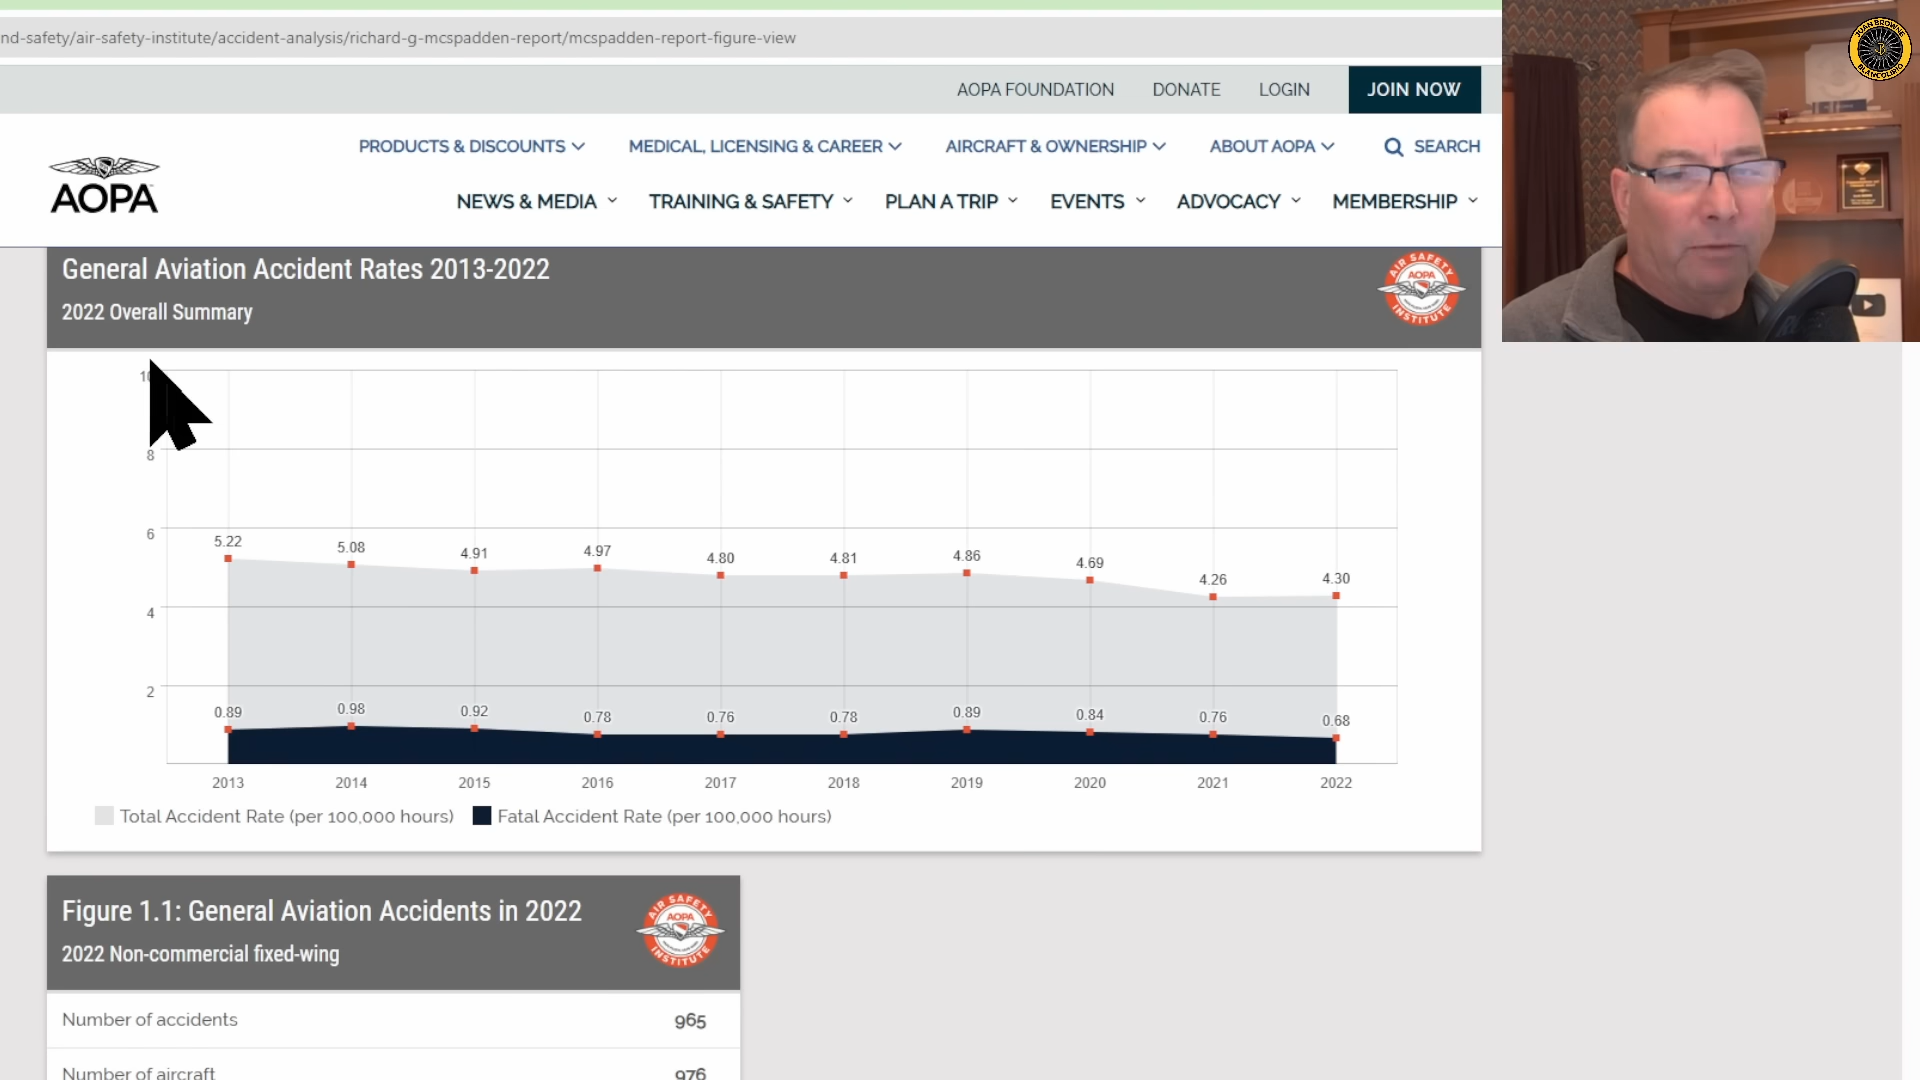 nd-safety/air-safety-institute/accident-analysis/richard-g-mcspadden-report/mcspadden-report-figure-view
JUAN BROWNE
BLANCOLIRIO
AOPA FOUNDATION DONATE LOGIN JOIN NOW
PRODUCTS & DISCOUNTS MEDICAL, LICENSING & CAREER AIRCRAFT & OWNERSHIP ABOUT AOPA SEARCH
AOPA
NEWS & MEDIA TRAINING & SAFETY PLAN A TRIP EVENTS ADVOCACY MEMBERSHIP
General Aviation Accident Rates 2013-2022
2022 Overall Summary
AIR SAFETY
AOPA
INSTITUTE
8
6
4
2
5.22 5.08 4.91 4.97 4.80 4.81 4.86 4.69 4.26 4.30
0.89 0.98 0.92 0.78 0.76 0.78 0.89 0.84 0.76 0.68
2013 2014 2015 2016 2017 2018 2019 2020 2021 2022
Total Accident Rate (per 100,000 hours) Fatal Accident Rate (per 100,000 hours)
Figure 1.1: General Aviation Accidents in 2022
2022 Non-commercial fixed-wing
AIR SAFETY
AOPA
INSTITUTE
Number of accidents 965
Number of aircraft 976